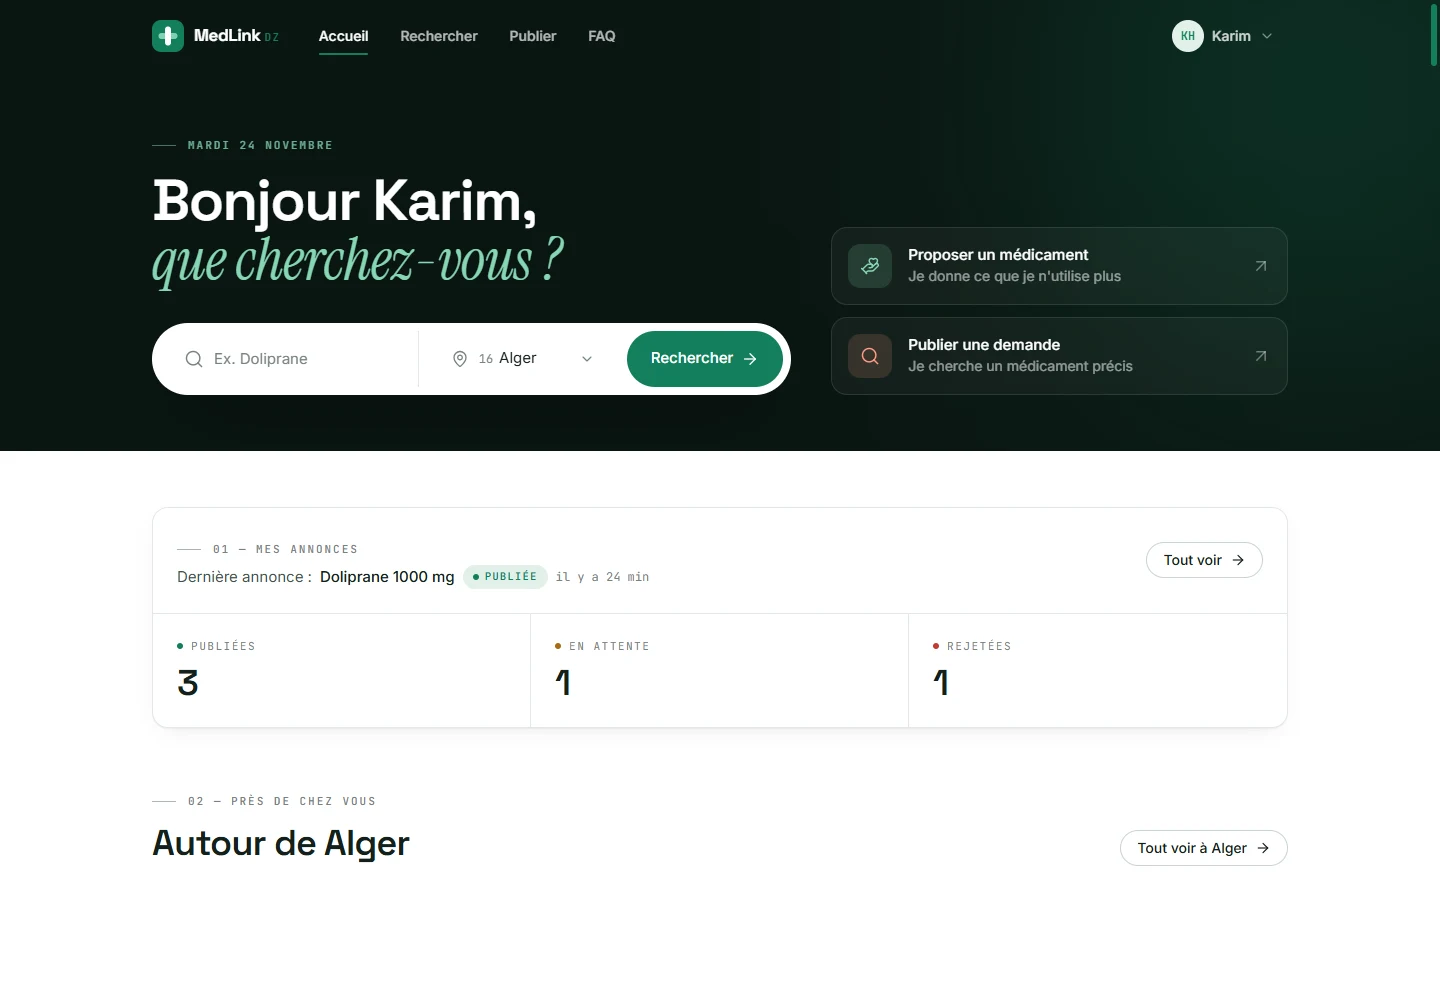 MedLink DZ
Accueil
Rechercher
Publier
FAQ
KH Karim
MARDI 24 NOVEMBRE
Bonjour Karim,
que cherchez-vous ?
Ex. Doliprane
16 Alger
Rechercher
Proposer un médicament
Je donne ce que je n'utilise plus
Publier une demande
Je cherche un médicament précis
01 — MES ANNONCES
Dernière annonce : Doliprane 1000 mg PUBLIÉE il y a 24 min
Tout voir
PUBLIÉES
3
EN ATTENTE
1
REJETÉES
1
02 — PRÈS DE CHEZ VOUS
Autour de Alger
Tout voir à Alger